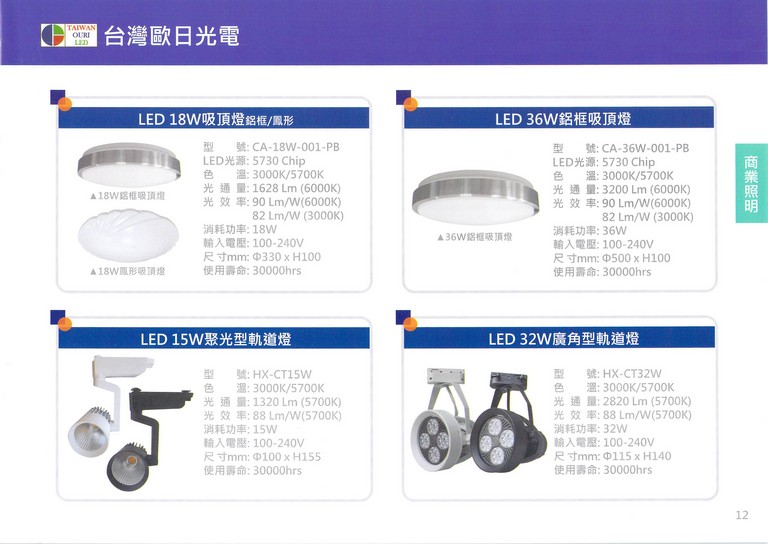 TAIWAN
OURI
LED
台灣歐日光電
LED 18W吸頂燈鋁框/鳳形
▲18W鋁框吸頂燈
▲18W鳳形吸頂燈
型 號: CA-18W-001-PB
LED光源: 5730 Chip
色 溫: 3000K/5700K
光 通 量: 1628 Lm (6000K)
光 效 率: 90 Lm/W(6000K)
82 Lm/W (3000K)
消耗功率: 18W
輸入電壓: 100-240V
尺 寸mm: Φ330 x H100
使用壽命: 30000hrs
LED 36W鋁框吸頂燈
▲36W鋁框吸頂燈
型 號: CA-36W-001-PB
LED光源: 5730 Chip
色 溫: 3000K/5700K
光 通 量: 3200 Lm (6000K)
光 效 率: 90 Lm/W(6000K)
82 Lm/W (3000K)
消耗功率: 36W
輸入電壓: 100-240V
尺 寸mm: Φ500 x H100
使用壽命: 30000hrs
商業照明
LED 15W聚光型軌道燈
型 號: HX-CT15W
色 溫: 3000K/5700K
光 通 量: 1320 Lm (5700K)
光 效 率: 88 Lm/W(5700K)
消耗功率: 15W
輸入電壓: 100-240V
尺 寸mm: Φ100 x H155
使用壽命: 30000hrs
LED 32W廣角型軌道燈
型 號: HX-CT32W
色 溫: 3000K/5700K
光 通 量: 2820 Lm (5700K)
光 效 率: 88 Lm/W(5700K)
消耗功率: 32W
輸入電壓: 100-240V
尺 寸mm: Φ115 x H140
使用壽命: 30000hrs
12